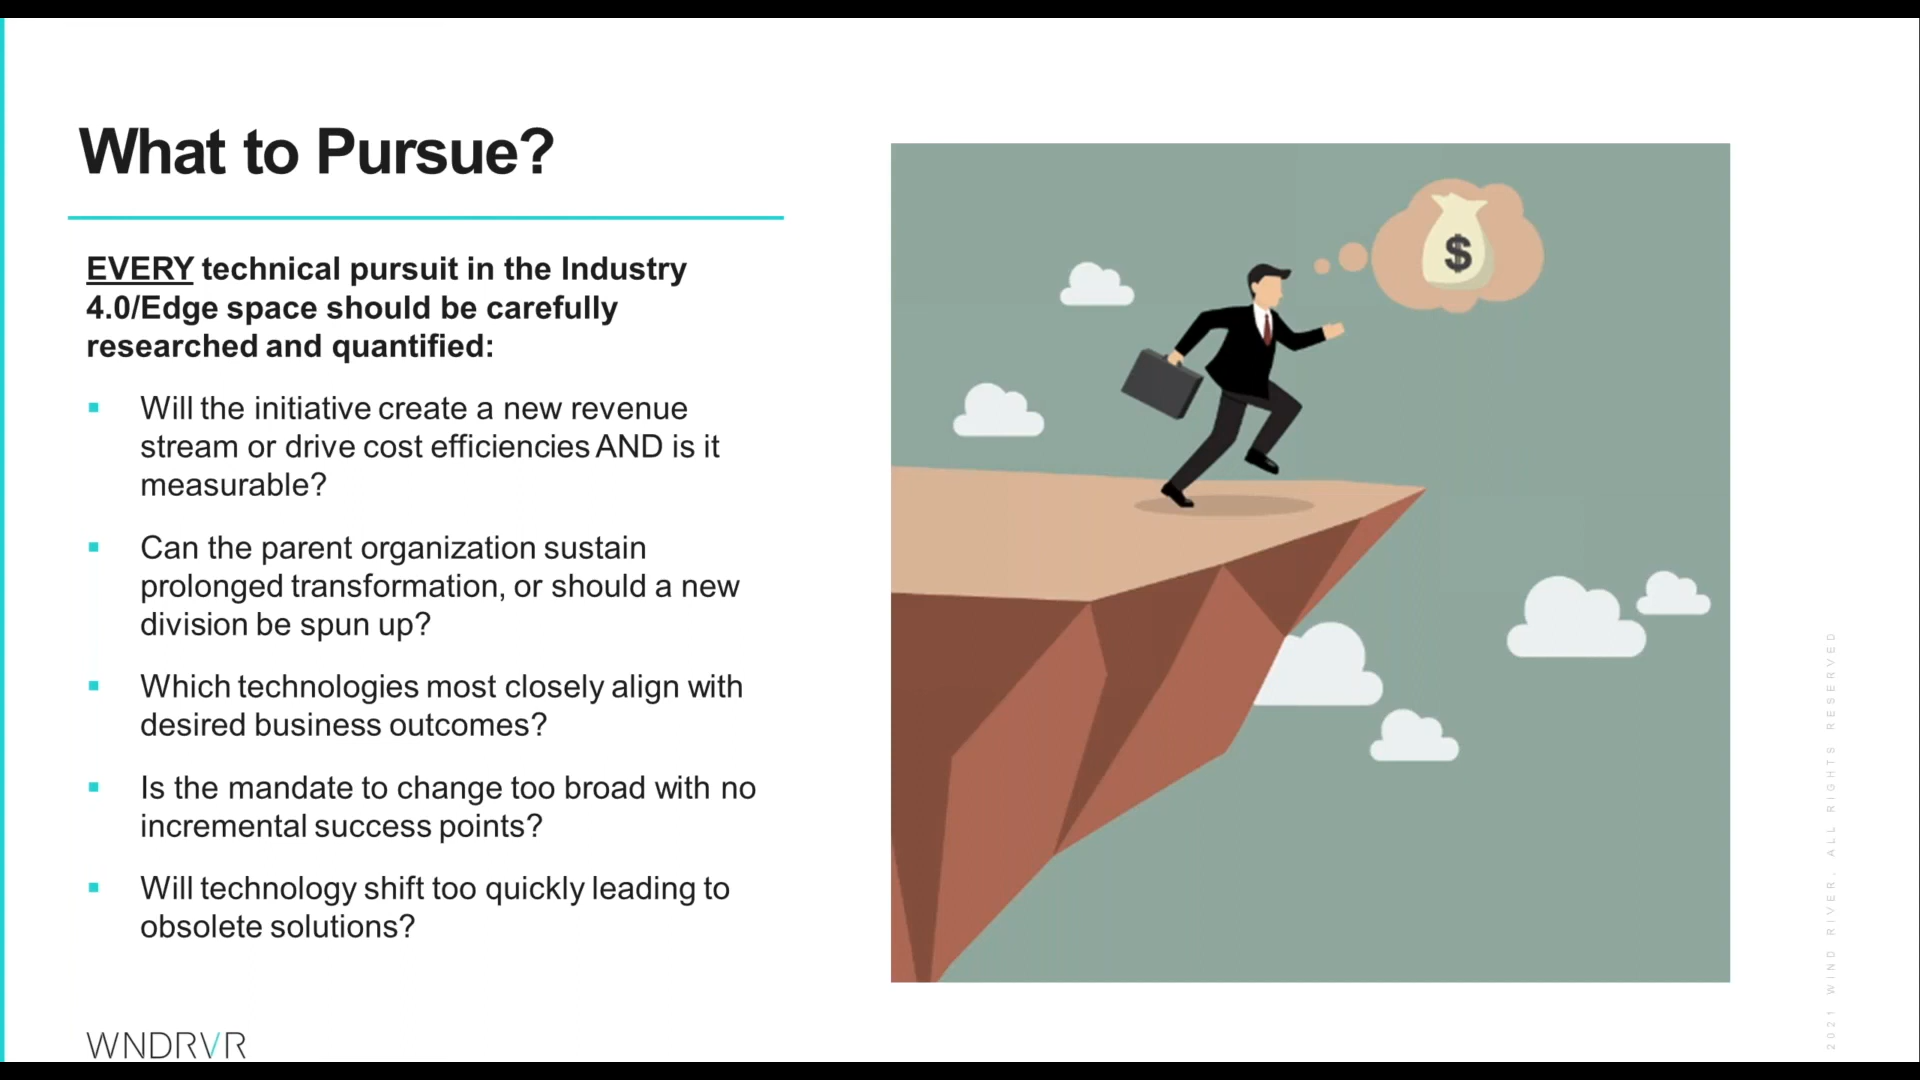 What to Pursue?
EVERY technical pursuit in the Industry
4.0/Edge space should be carefully
researched and quantified:
Will the initiative create a new revenue
stream or drive cost efficiencies AND is it
measurable?
Can the parent organization sustain
prolonged transformation, or should a new
division be spun up?
Which technologies most closely align with
desired business outcomes?
Is the mandate to change too broad with no
incremental success points?
Will technology shift too quickly leading to
obsolete solutions?
$
WNDRVR
2021 WIND RIVER. ALL RIGHTS RESERVED